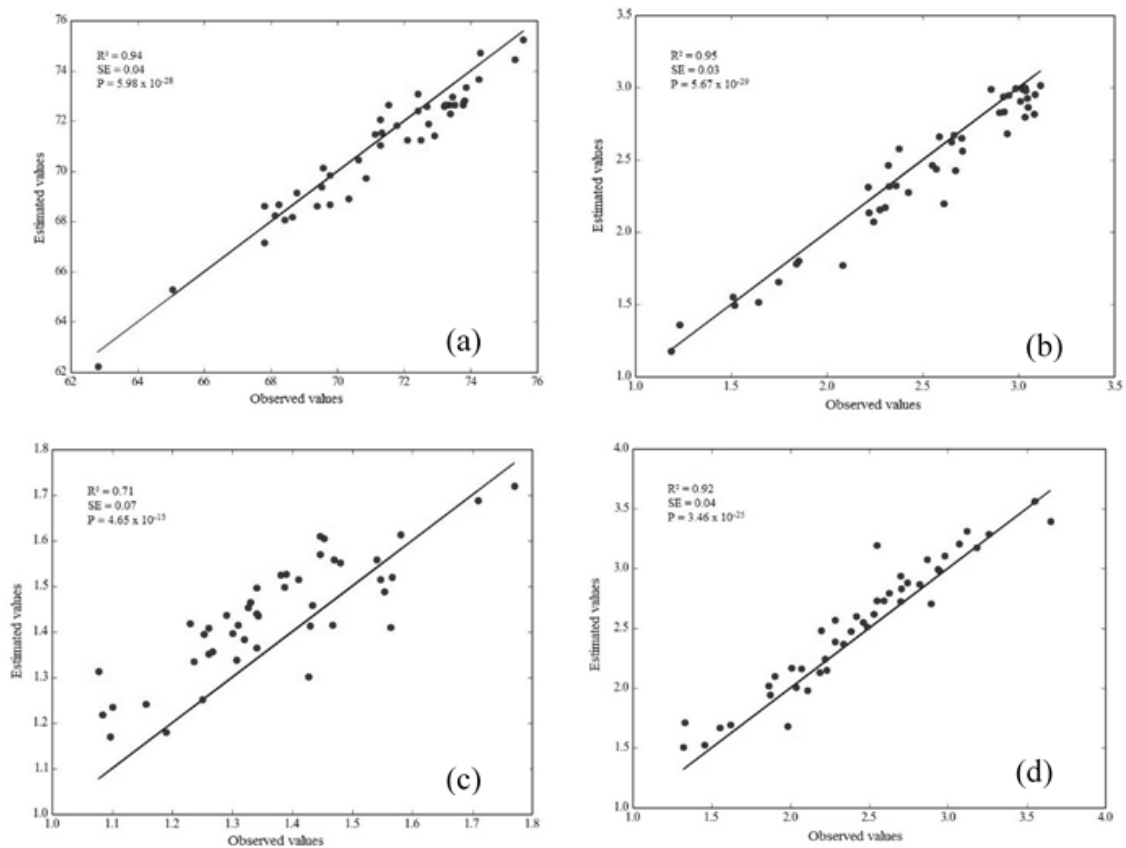 76
74
72
70
68
66
64
62
Estimated values
R² = 0.94
SE = 0.04
P = 5.98 x 10⁻²⁸
(a)
62 64 66 68 70 72 74 76
Observed values
3.5
3.0
2.5
2.0
1.5
1.0
Estimated values
R² = 0.95
SE = 0.03
P = 5.67 x 10⁻²⁹
(b)
1.0 1.5 2.0 2.5 3.0 3.5
Observed values
1.8
1.7
1.6
1.5
1.4
1.3
1.2
1.1
1.0
Estimated values
R² = 0.71
SE = 0.07
P = 4.65 x 10⁻¹³
(c)
1.0 1.1 1.2 1.3 1.4 1.5 1.6 1.7 1.8
Observed values
4.0
3.5
3.0
2.5
2.0
1.5
1.0
Estimated values
R² = 0.92
SE = 0.04
P = 3.46 x 10⁻²⁵
(d)
1.0 1.5 2.0 2.5 3.0 3.5 4.0
Observed values